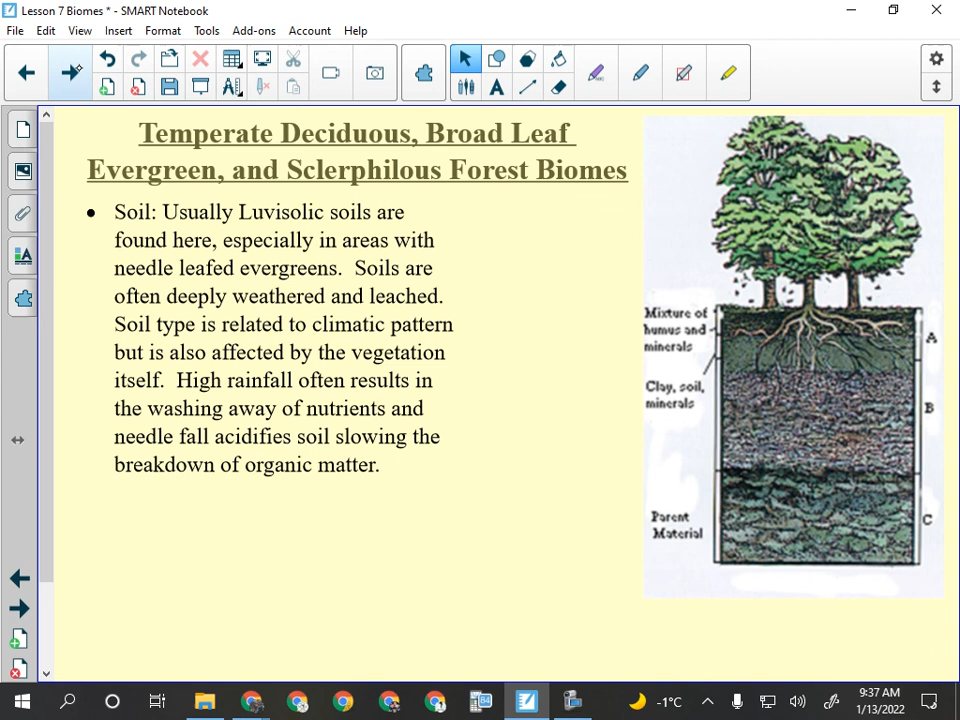 Lesson 7 Biomes * - SMART Notebook
File Edit View Insert Format Tools Add-ons Account Help
Temperate Deciduous, Broad Leaf
Evergreen, and Sclerphilous Forest Biomes
• Soil: Usually Luvisolic soils are
found here, especially in areas with
needle leafed evergreens. Soils are
often deeply weathered and leached.
Soil type is related to climatic pattern
but is also affected by the vegetation
itself. High rainfall often results in
the washing away of nutrients and
needle fall acidifies soil slowing the
breakdown of organic matter.
Mixture of
humus and
minerals
A
Clay, soil,
minerals
B
Parent
Material
C
-1°C
9:37 AM
1/13/2022